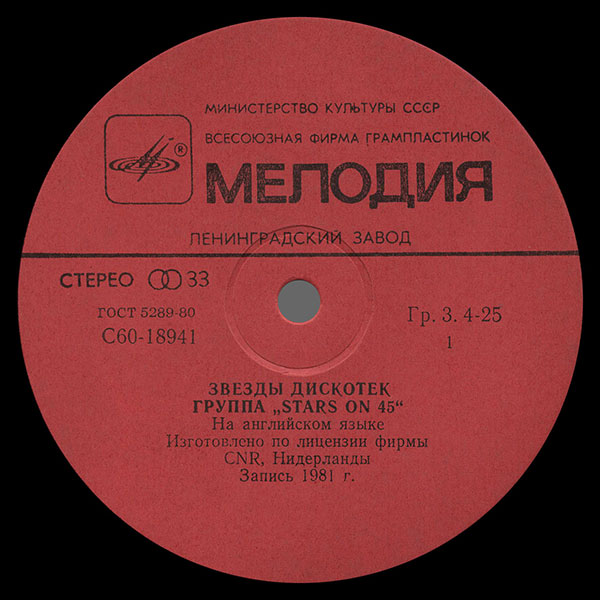 МИНИСТЕРСТВО КУЛЬТУРЫ СССР
ВСЕСОЮЗНАЯ ФИРМА ГРАМПЛАСТИНОК
®
МЕЛОДИЯ
ЛЕНИНГРАДСКИЙ ЗАВОД
СТЕРЕО 33
ГОСТ 5289-80
С60-18941
Гр. 3. 4-25
1
ЗВЕЗДЫ ДИСКОТЕК
ГРУППА „STARS ON 45“
На английском языке
Изготовлено по лицензии фирмы
CNR, Нидерланды
Запись 1981 г.